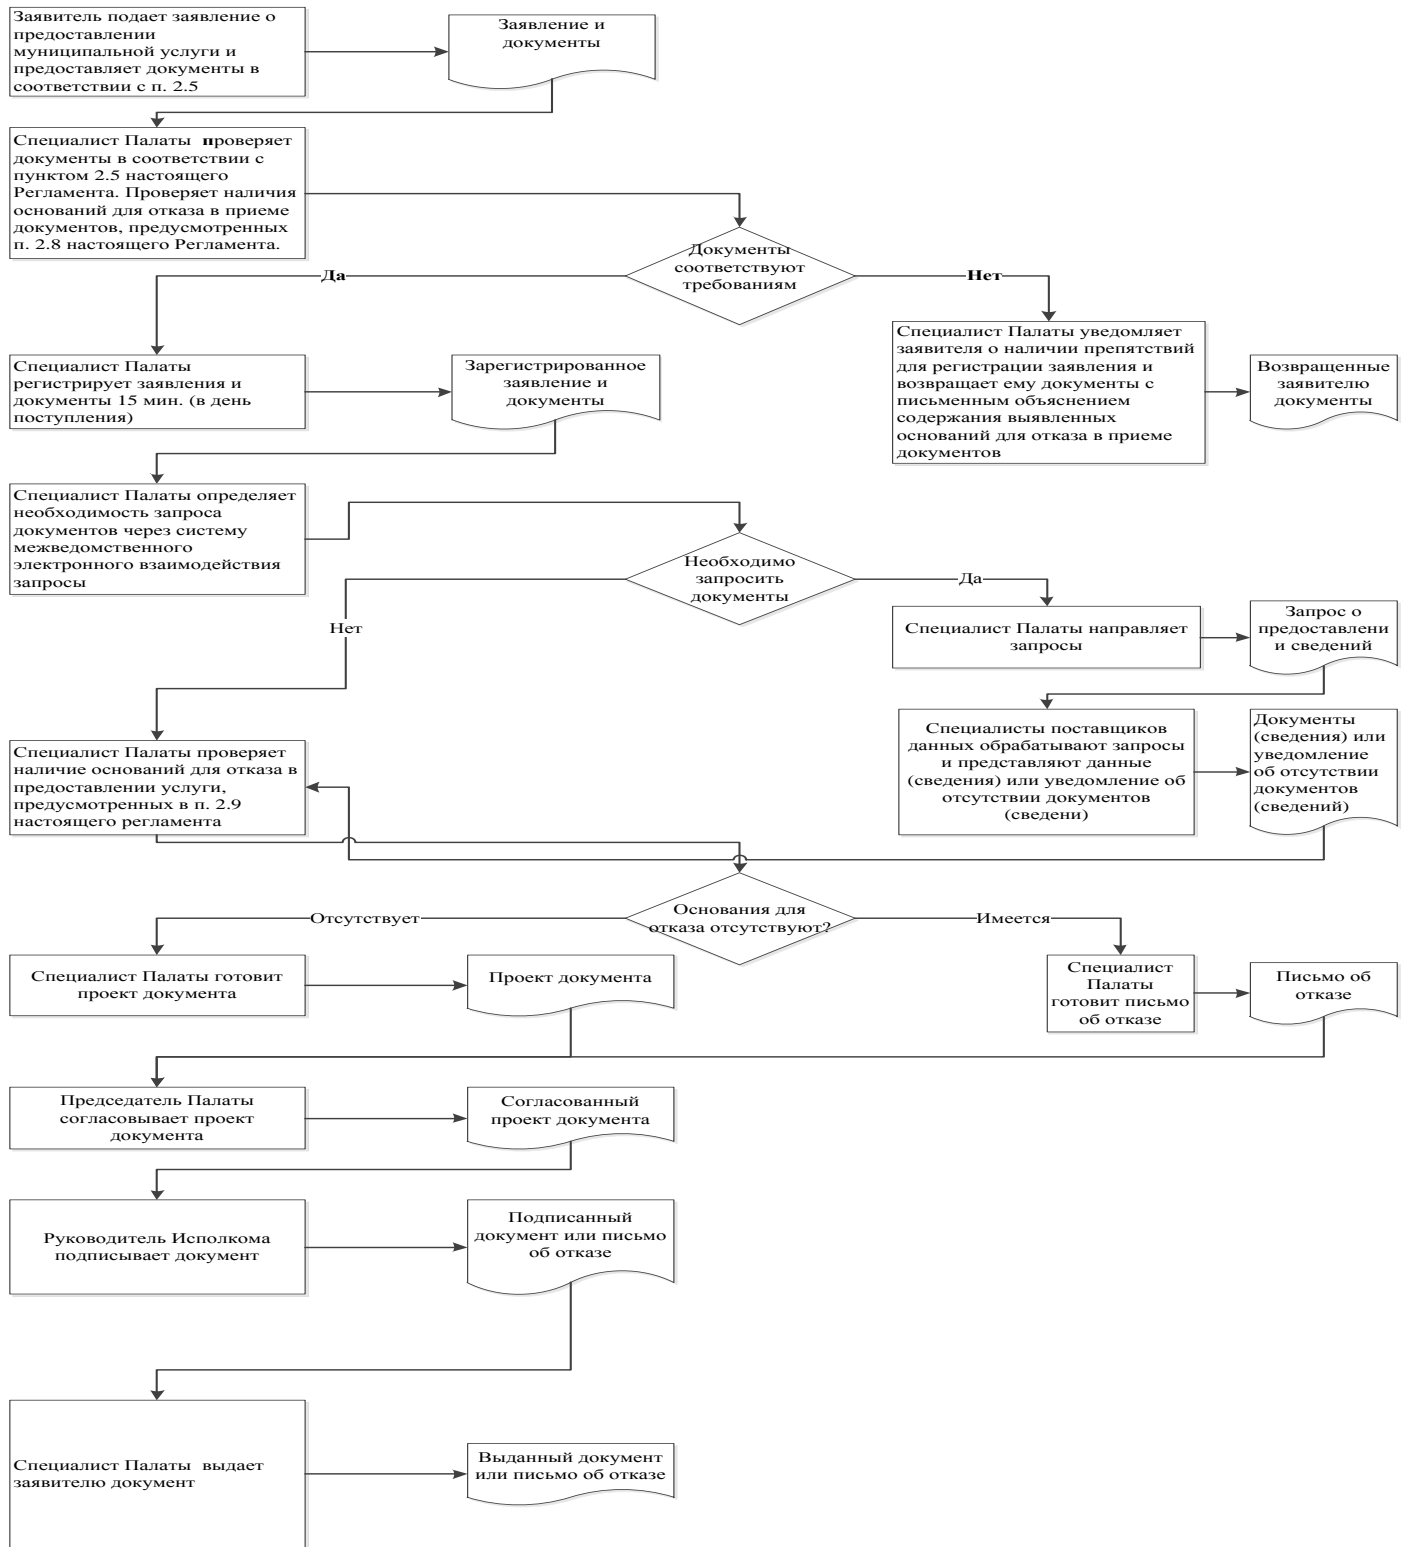 Заявитель подает заявление о
предоставлении
муниципальной услуги и
предоставляет документы в
соответствии с п. 2.5
Заявление и
документы
Специалист Палаты проверяет
документы в соответствии с
пунктом 2.5 настоящего
Регламента. Проверяет наличия
оснований для отказа в приеме
документов, предусмотренных
п. 2.8 настоящего Регламента.
Документы
соответствуют
требованиям
Да
Нет
Специалист Палаты
регистрирует заявления и
документы 15 мин. (в день
поступления)
Зарегистрированное
заявление и
документы
Специалист Палаты уведомляет
заявителя о наличии препятствий
для регистрации заявления и
возвращает ему документы с
письменным объяснением
содержания выявленных
оснований для отказа в приеме
документов
Возвращенные
заявителю
документы
Специалист Палаты определяет
необходимость запроса
документов через систему
межведомственного
электронного взаимодействия
запросы
Необходимо
запросить
документы
Да
Нет
Специалист Палаты направляет
запросы
Запрос о
предоставлени
и сведений
Специалисты поставщиков
данных обрабатывают запросы
и представляют данные
(сведения) или уведомление об
отсутствии документов
(сведени)
Документы
(сведения) или
уведомление
об отсутствии
документов
(сведений)
Специалист Палаты проверяет
наличие оснований для отказа в
предоставлении услуги,
предусмотренных в п. 2.9
настоящего регламента
Основания для
отказа отсутствуют?
Отсутствует
Имеется
Специалист Палаты готовит
проект документа
Проект документа
Специалист
Палаты
готовит письмо
об отказе
Письмо об
отказе
Председатель Палаты
согласовывает проект
документа
Согласованный
проект документа
Руководитель Исполкома
подписывает документ
Подписанный
документ или письмо
об отказе
Специалист Палаты выдает
заявителю документ
Выданный документ
или письмо об отказе